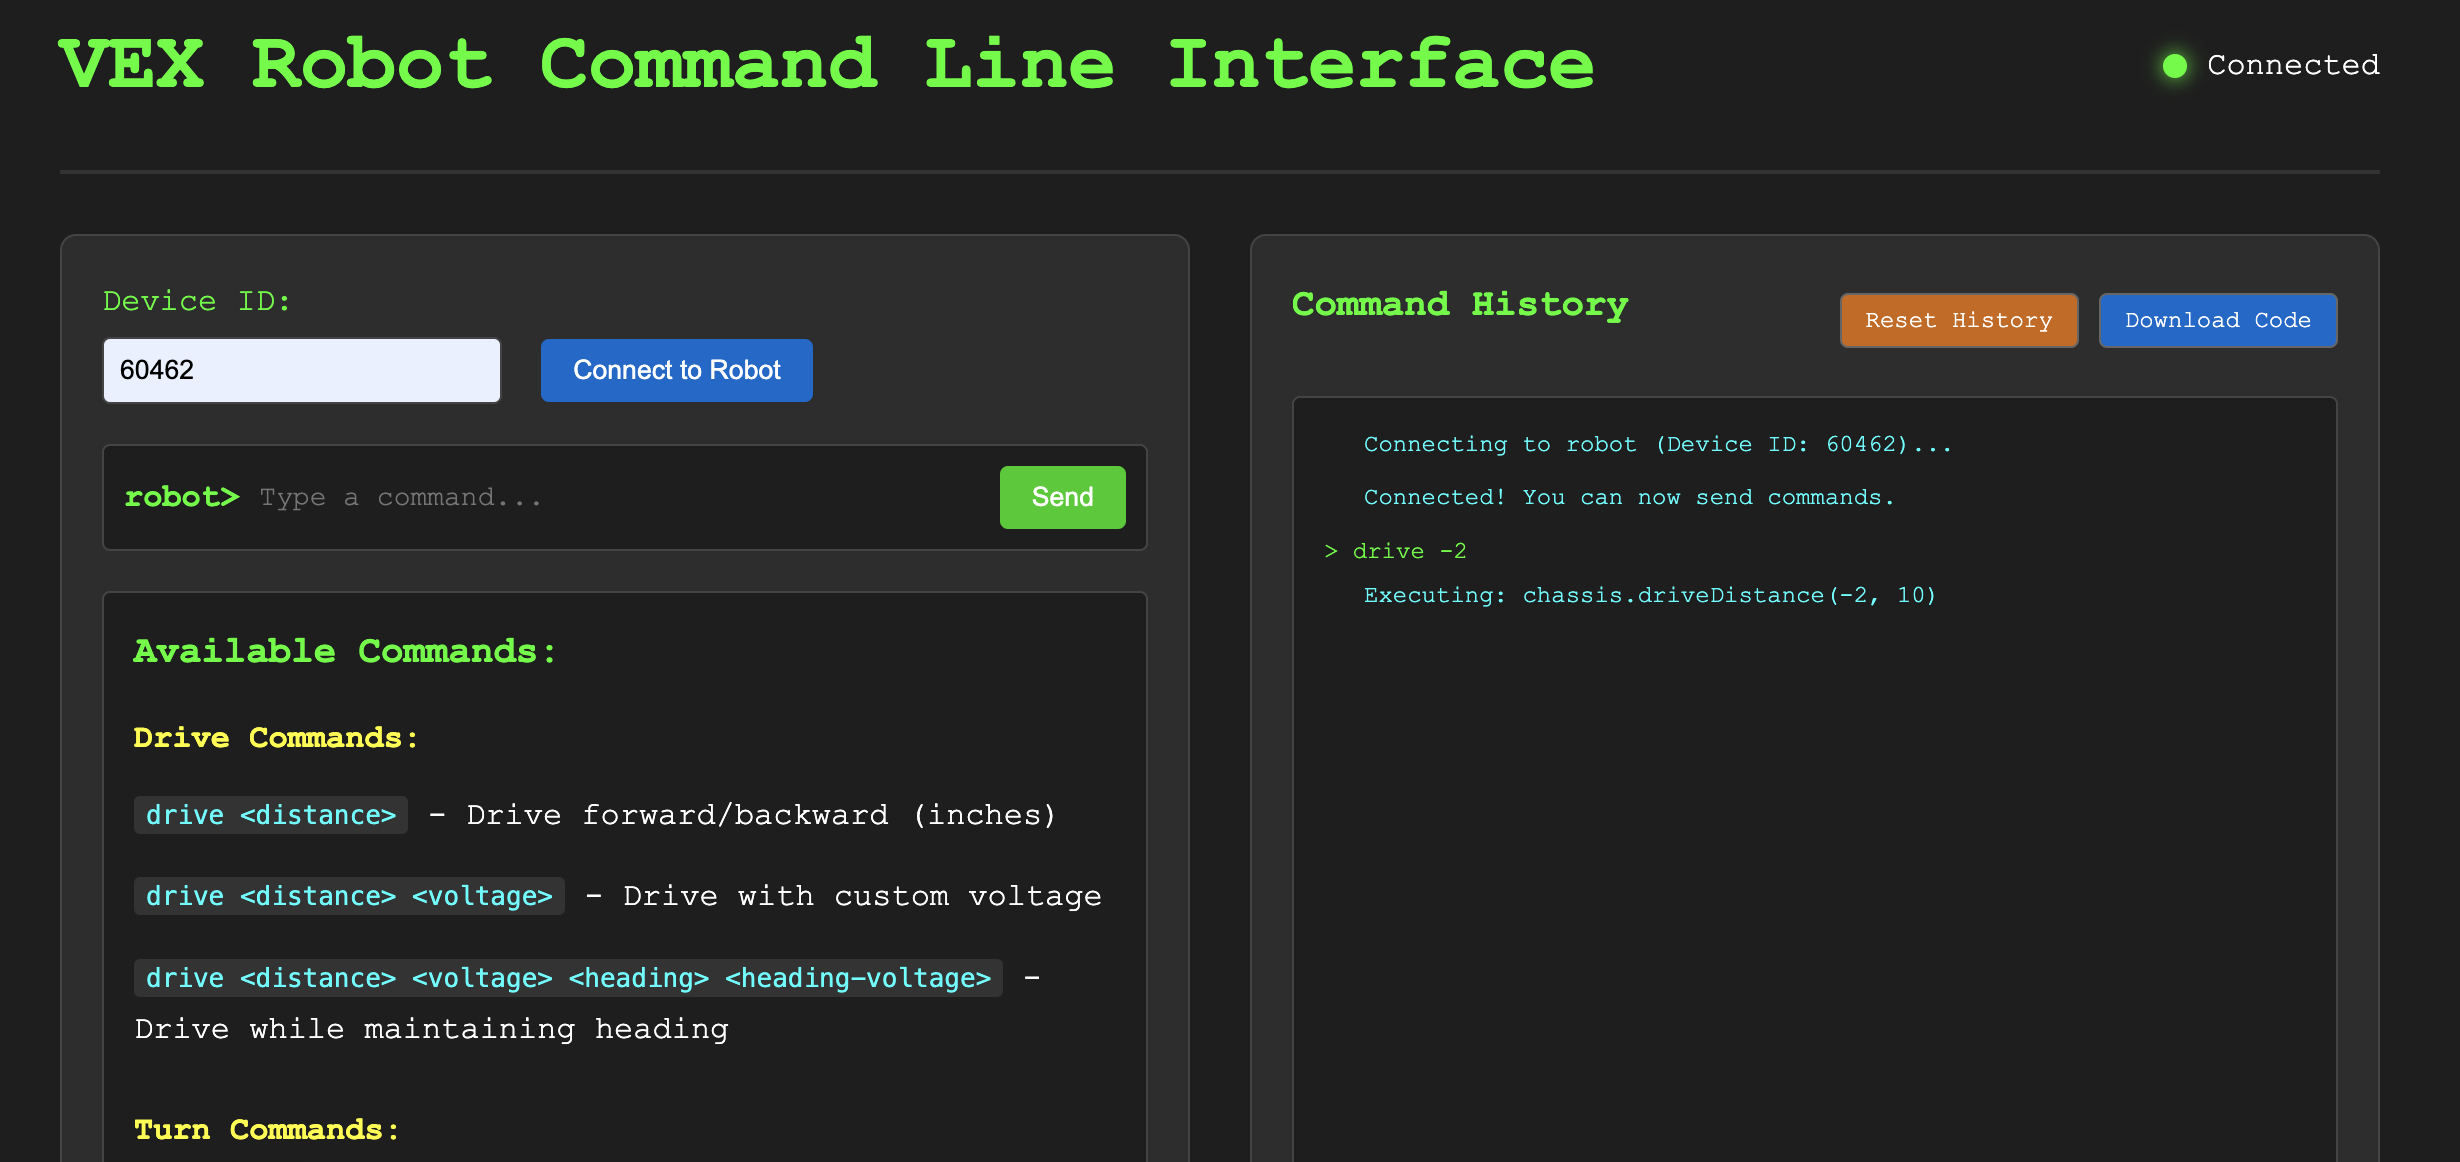 VEX Robot Command Line Interface
Connected
Device ID:
60462
Connect to Robot
robot> Type a command...
Send
Available Commands:
Drive Commands:
drive <distance> - Drive forward/backward (inches)
drive <distance> <voltage> - Drive with custom voltage
drive <distance> <voltage> <heading> <heading-voltage> -
Drive while maintaining heading
Turn Commands:
Command History
Reset History
Download Code
Connecting to robot (Device ID: 60462)...
Connected! You can now send commands.
> drive -2
Executing: chassis.driveDistance(-2, 10)